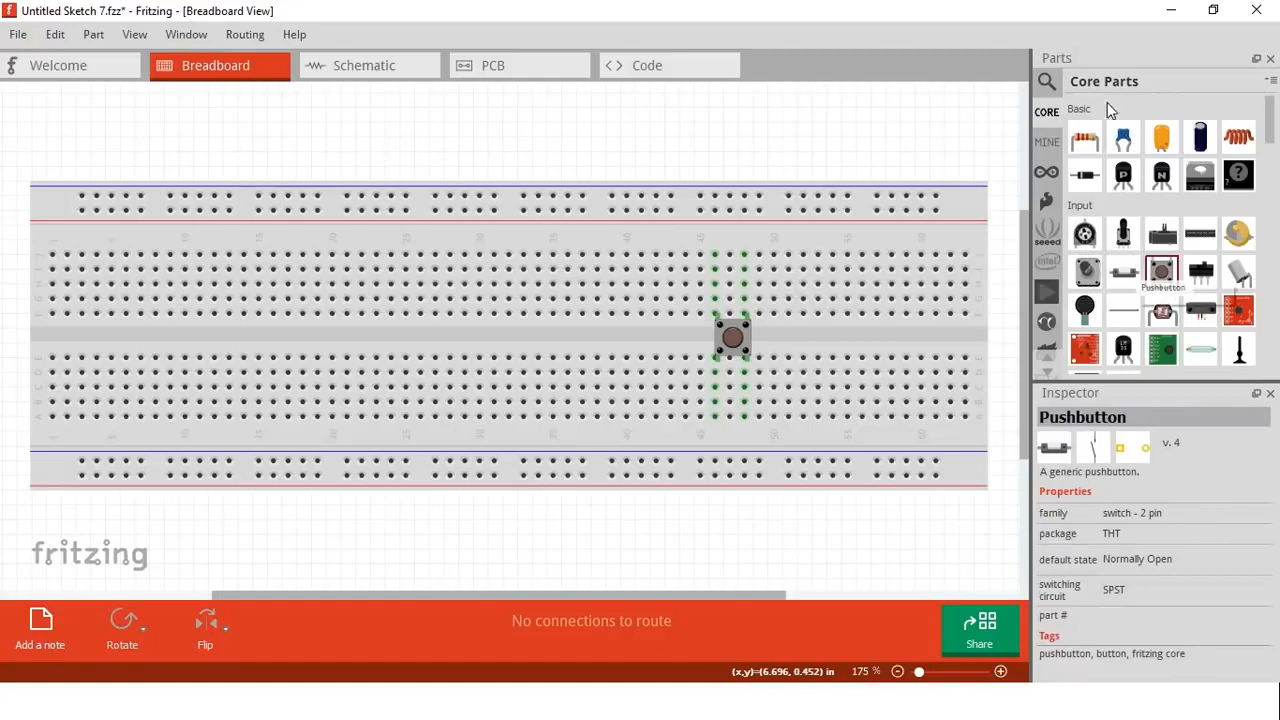 Untitled Sketch 7.fzz* - Fritzing - [Breadboard View]
File Edit Part View Window Routing Help
Welcome Breadboard Schematic PCB Code
Parts
Core Parts
CORE Basic
MINE
Input
seeed
intel
Pushbutton
Inspector
Pushbutton
v. 4
A generic pushbutton.
Properties
family switch - 2 pin
package THT
default state Normally Open
switching circuit SPST
part #
Tags
pushbutton, button, fritzing core
fritzing
No connections to route
Add a note Rotate Flip Share
(x,y)=(6.696, 0.452) in 175 %